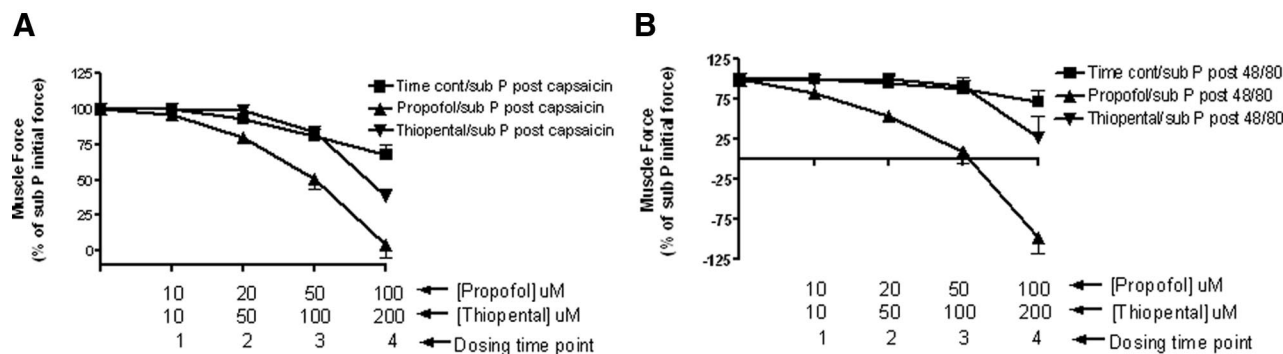 A
Muscle Force
(% of sub P initial force)
125
100
75
50
25
0
Time cont/sub P post capsaicin
Propofol/sub P post capsaicin
Thiopental/sub P post capsaicin
10 20 50 100 [Propofol] uM
10 50 100 200 [Thiopental] uM
1 2 3 4 Dosing time point
B
Muscle Force
(% of sub P initial force)
125
75
25
-25
-75
-125
Time cont/sub P post 48/80
Propofol/sub P post 48/80
Thiopental/sub P post 48/80
10 20 50 100 [Propofol] uM
10 50 100 200 [Thiopental] uM
1 2 3 4 Dosing time point